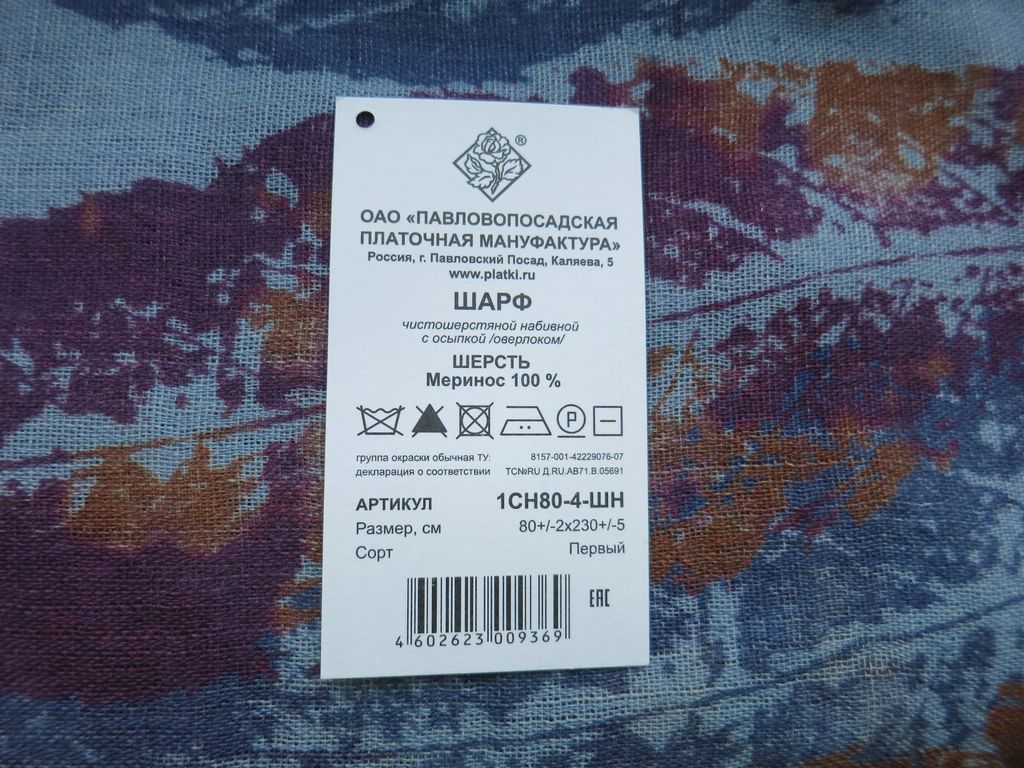 ®
ОАО «ПАВЛОВОПОСАДСКАЯ
ПЛАТОЧНАЯ МАНУФАКТУРА»
Россия, г. Павловский Посад, Каляева, 5
www.platki.ru
ШАРФ
чистошерстяной набивной
с осыпкой /оверлоком/
ШЕРСТЬ
Меринос 100 %
P
группа окраски обычная ТУ: 8157-001-42229076-07
декларация о соответствии ТС№RU Д.RU.АВ71.В.05691
АРТИКУЛ 1СН80-4-ШН
Размер, см 80+/-2x230+/-5
Сорт Первый
EAC
4 602623 009369